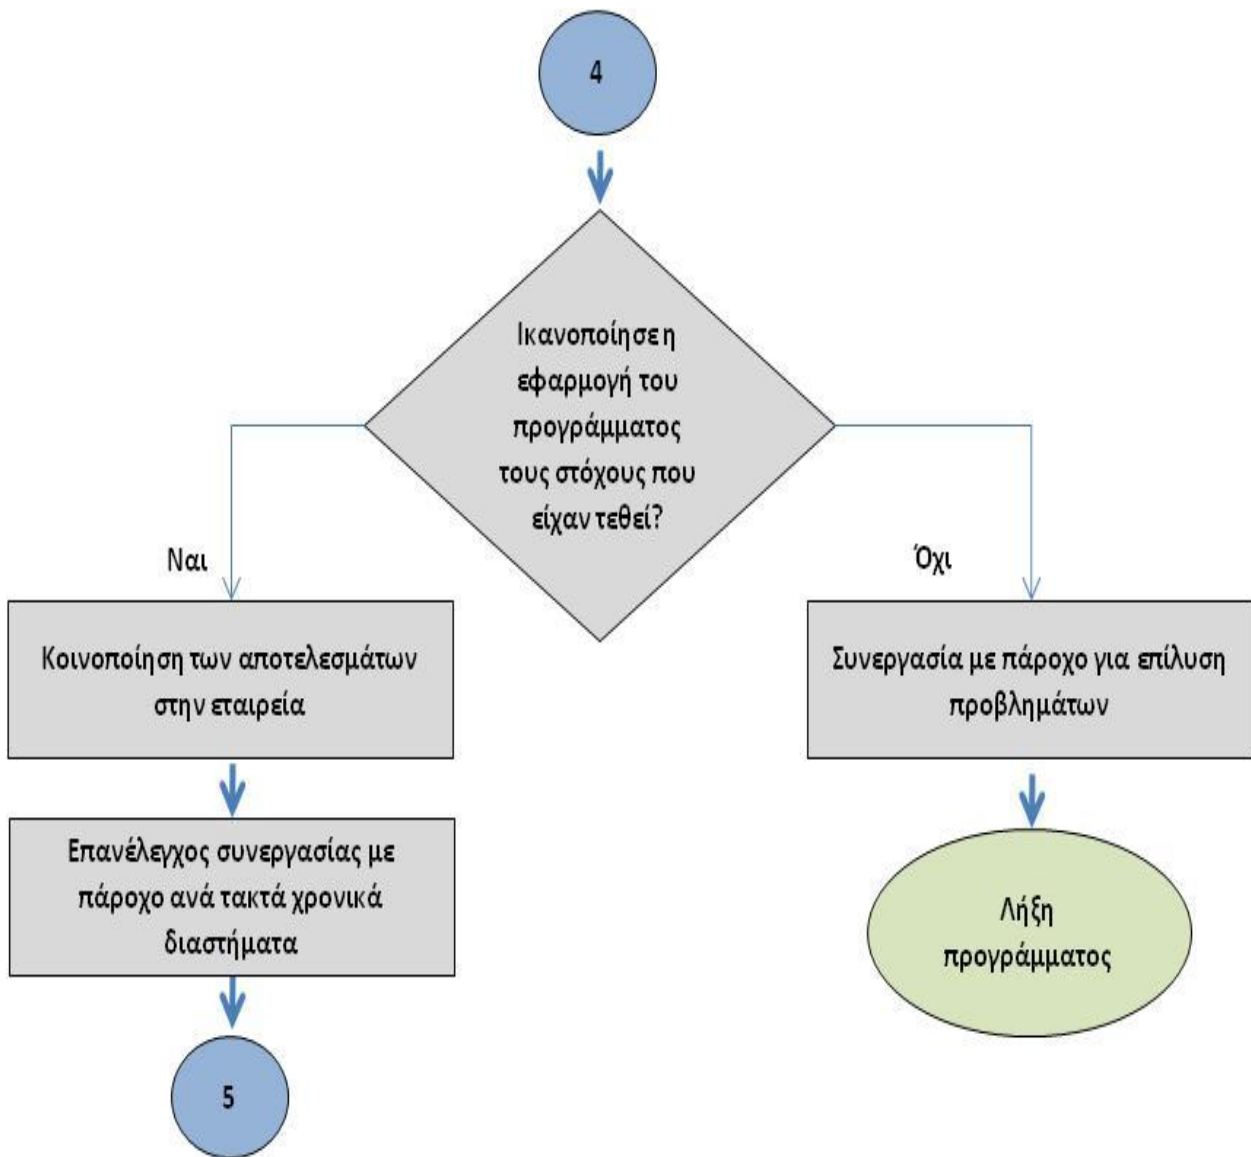 4
Ικανοποίησε η
εφαρμογή του
προγράμματος
τους στόχους που
είχαν τεθεί?
Ναι
Όχι
Κοινοποίηση των αποτελεσμάτων
στην εταιρεία
Συνεργασία με πάροχο για επίλυση
προβλημάτων
Επανέλεγχος συνεργασίας με
πάροχο ανά τακτά χρονικά
διαστήματα
Λήξη
προγράμματος
5